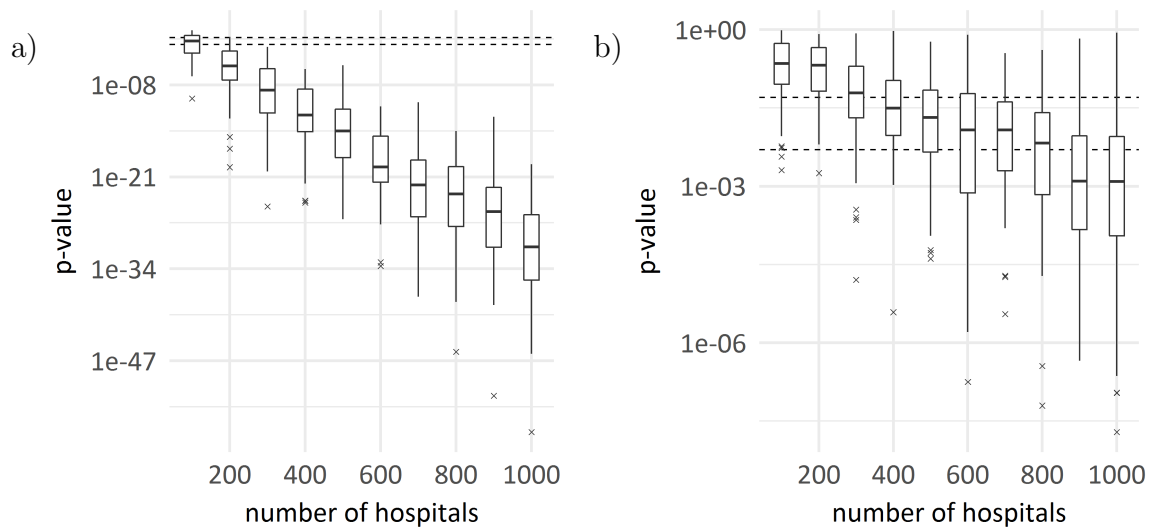 a)
1e-08
1e-21
1e-34
1e-47
p-value
200 400 600 800 1000
number of hospitals
b)
1e+00
1e-03
1e-06
p-value
200 400 600 800 1000
number of hospitals